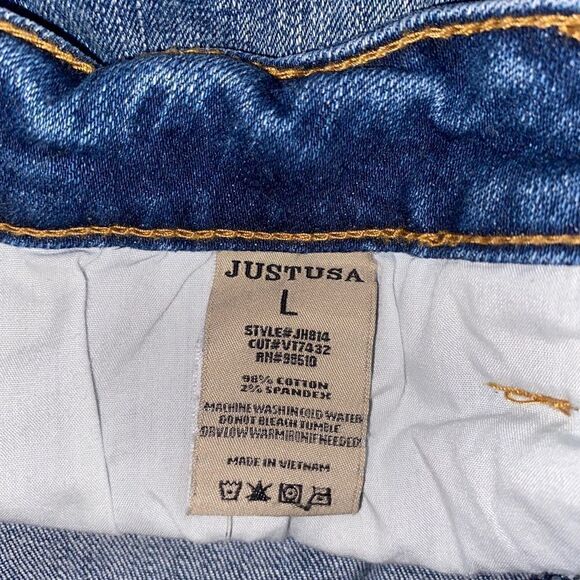 JUSTUSA
L
STYLE#JH814
CUT#VT7432
RN#96510
98% COTTON
2% SPANDEX
MACHINE WASH IN COLD WATER
DO NOT BLEACH TUMBLE
DRY LOW WARM IRON IF NEEDED
MADE IN VIETNAM